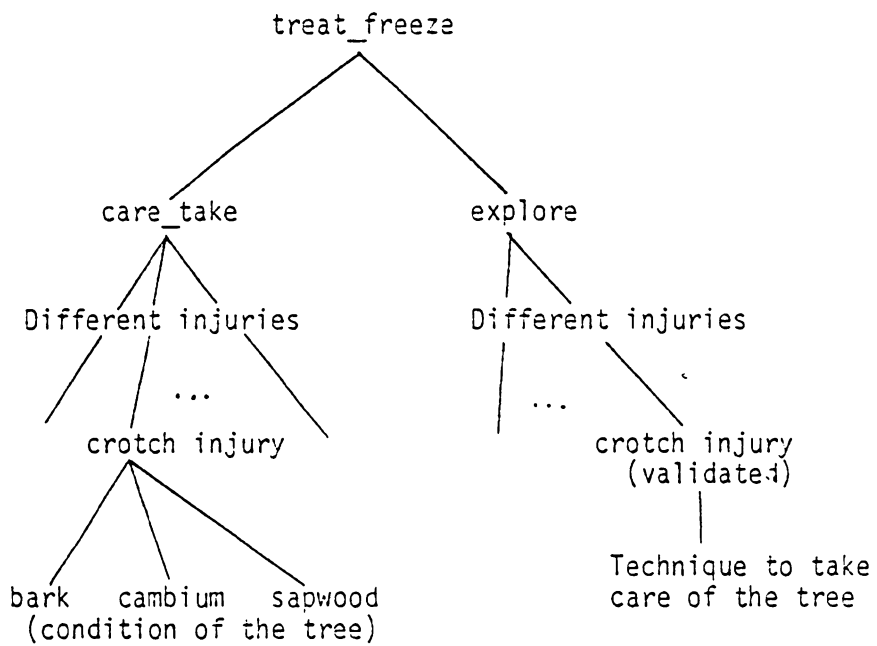 treat_freeze
care_take
explore
Different injuries
Different injuries
...
...
crotch injury
crotch injury
(validated)
bark cambium sapwood
(condition of the tree)
Technique to take
care of the tree